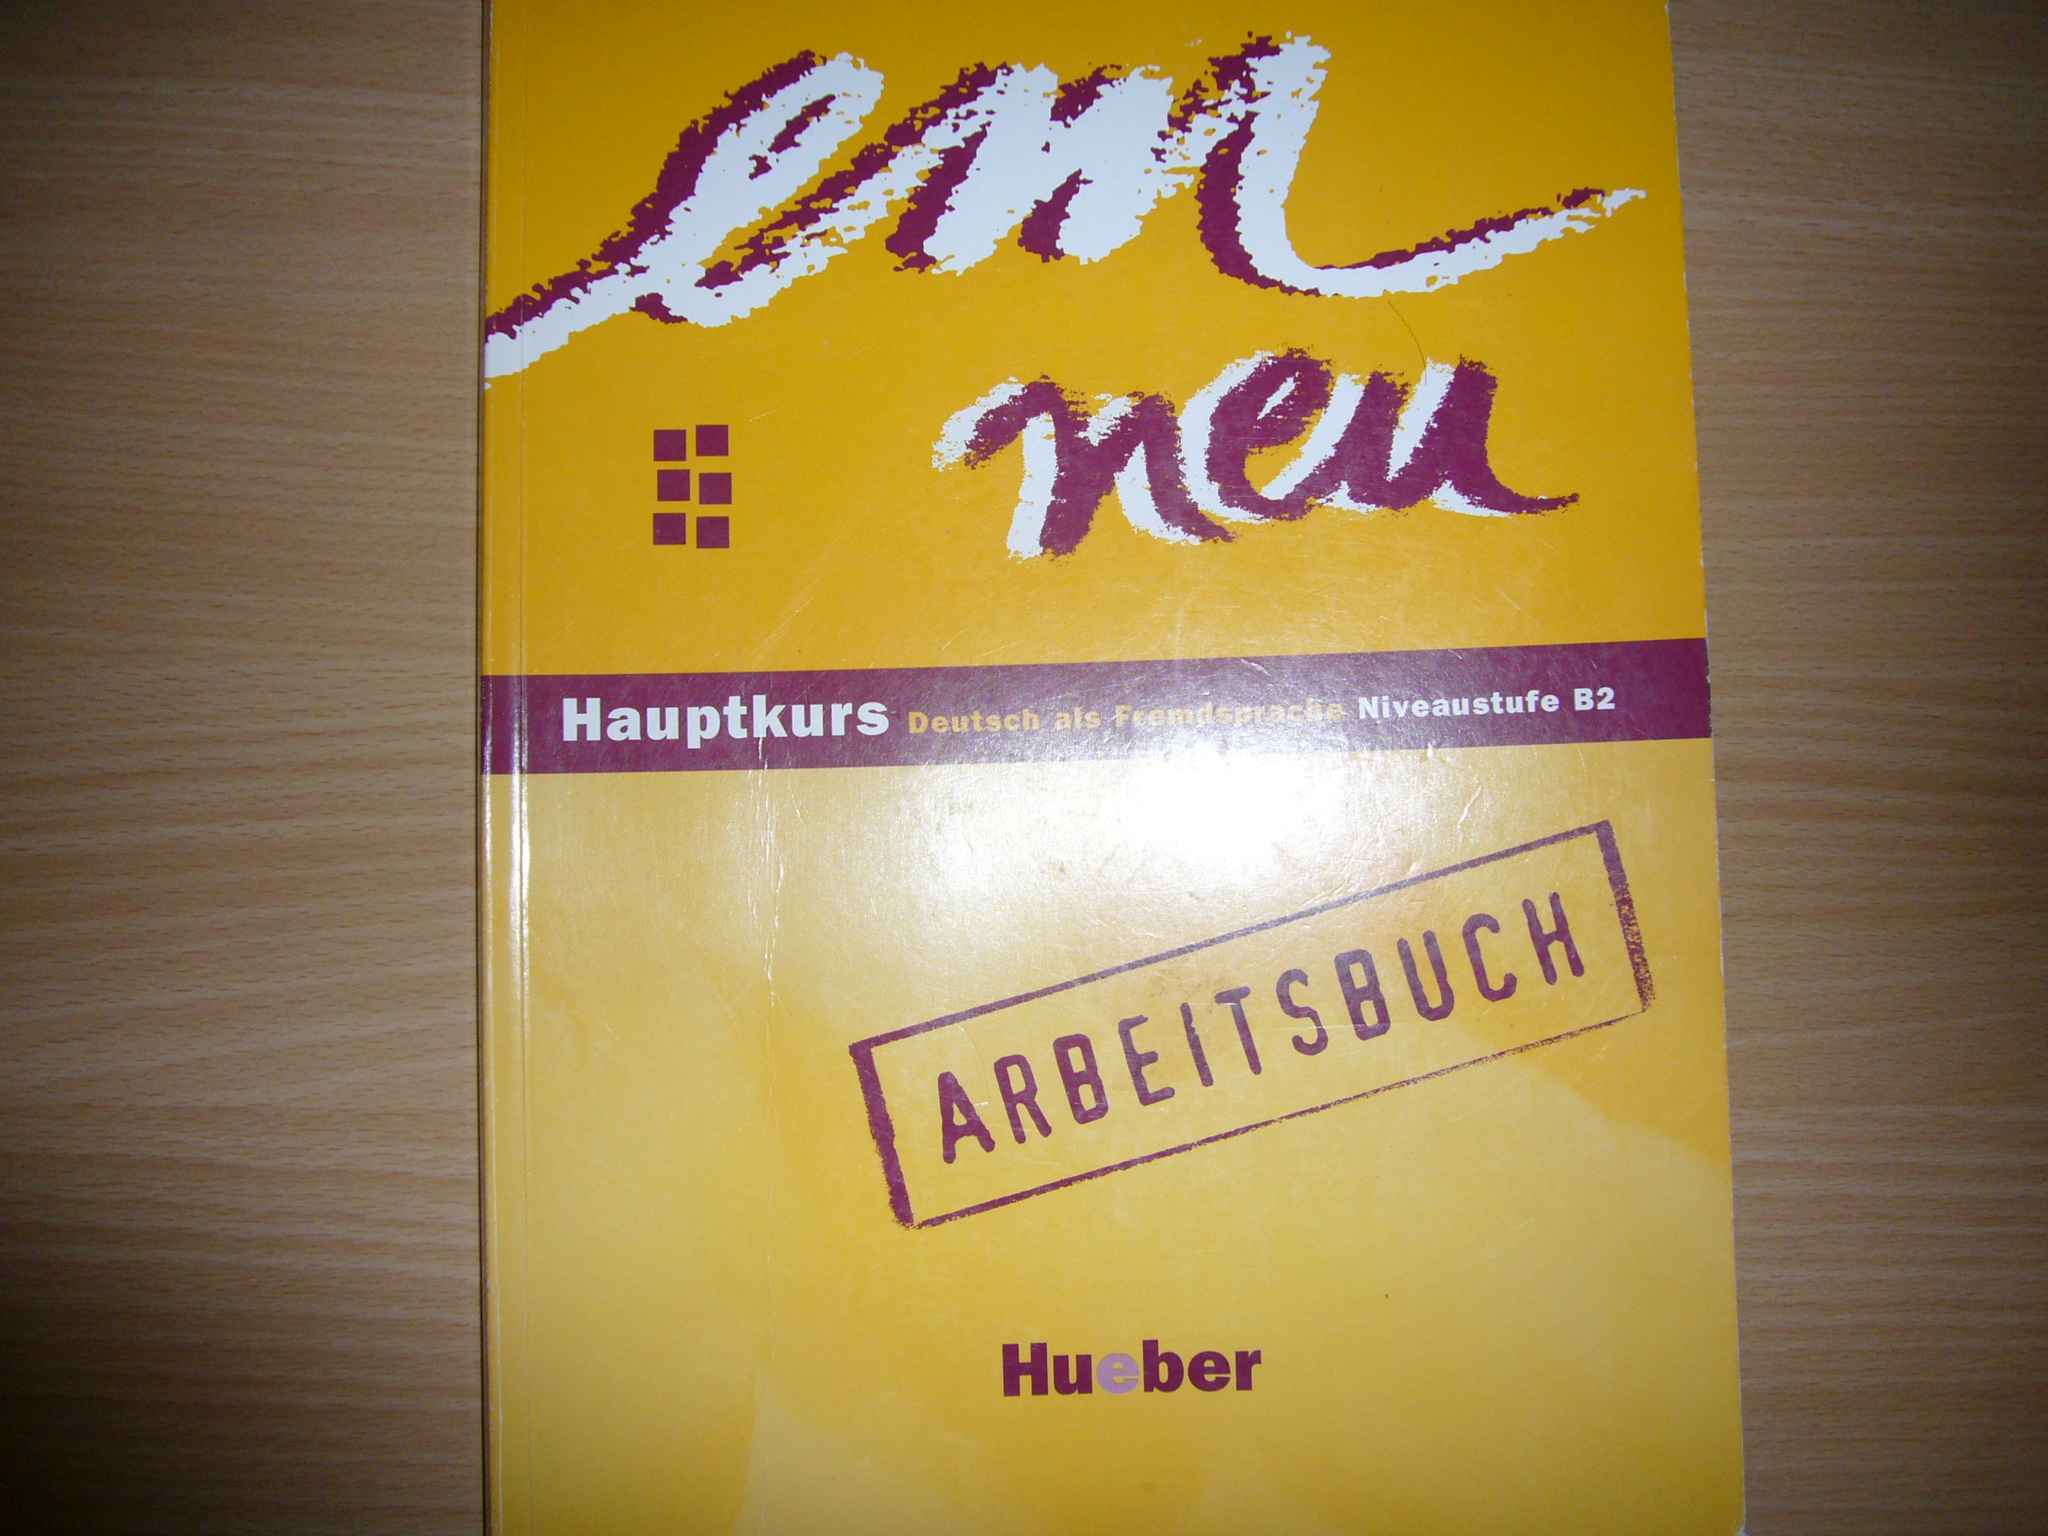 em
neu
Hauptkurs Deutsch als Fremdsprache Niveaustufe B2
ARBEITSBUCH
Hueber